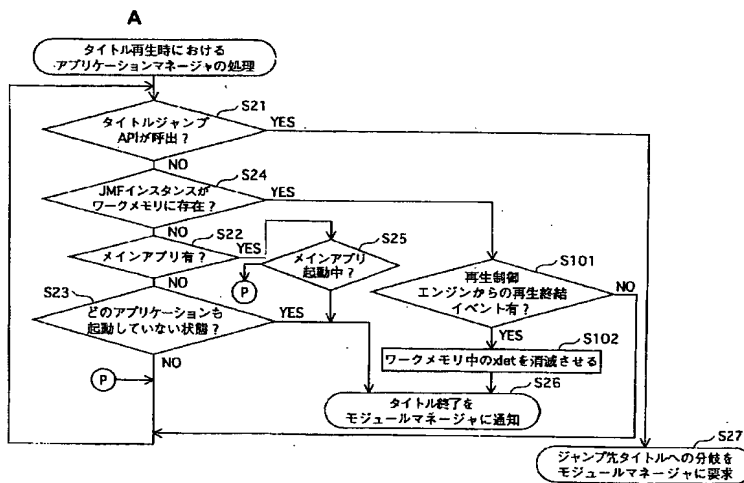 A
タイトル再生時における
アプリケーションマネージャの処理
S21
タイトルジャンプ
APIが呼出?
YES
NO
S24
JMFインスタンスが
ワークメモリに存在?
YES
NO
S22
メインアプリ有?
YES
NO
S25
メインアプリ
起動中?
P
S23
どのアプリケーションも
起動していない状態?
YES
NO
P
S101
再生制御
エンジンからの再生終結
イベント有?
NO
YES
S102
ワークメモリ中のxletを消滅させる
S26
タイトル終了を
モジュールマネージャに通知
S27
ジャンプ先タイトルへの分岐を
モジュールマネージャに要求